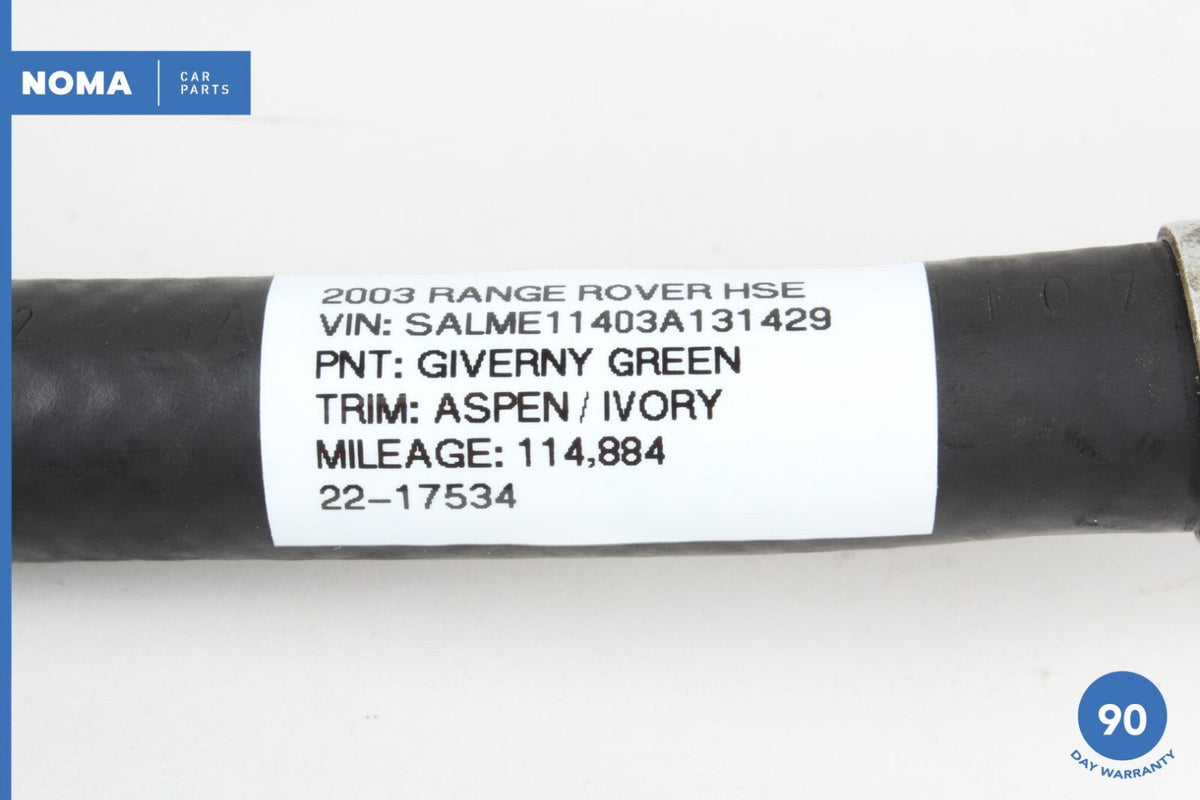 NOMA
CAR
PARTS
2003 RANGE ROVER HSE
VIN: SALME11403A131429
PNT: GIVERNY GREEN
TRIM: ASPEN / IVORY
MILEAGE: 114,884
22-17534
1107
90
DAY WARRANTY